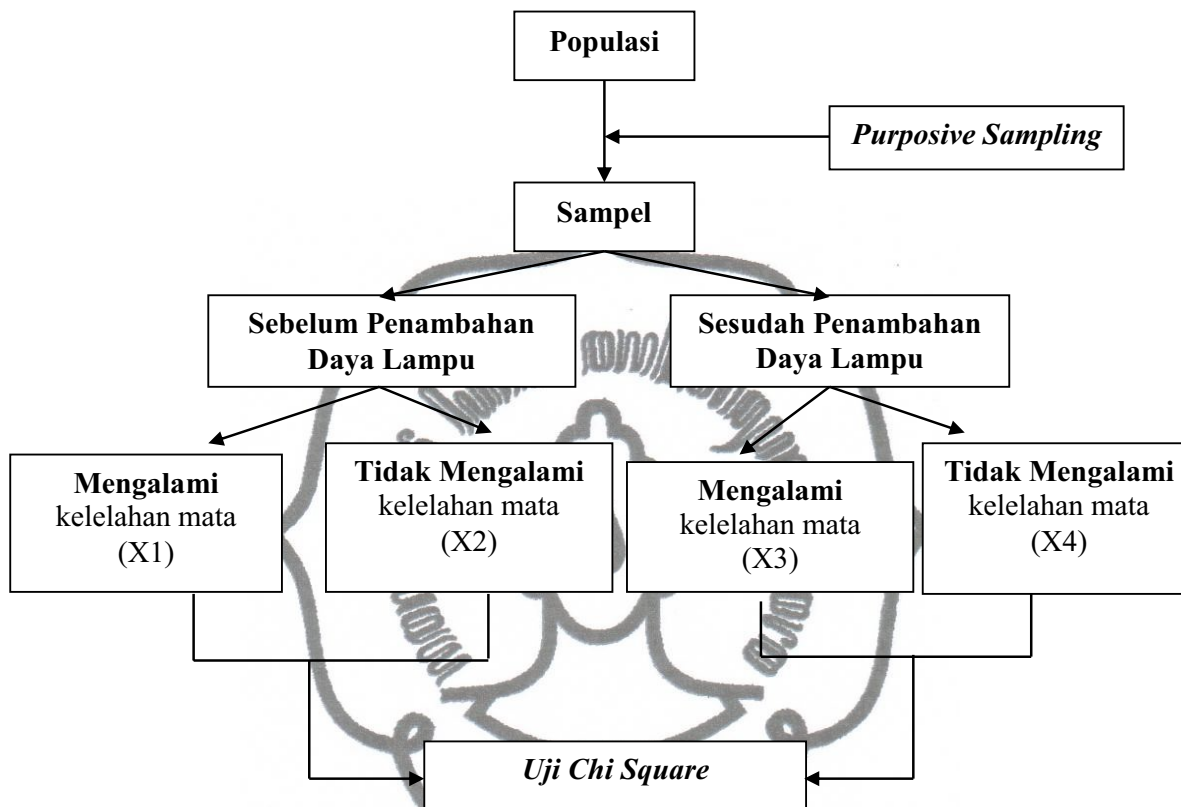 Populasi
Purposive Sampling
Sampel
Sebelum Penambahan
Daya Lampu
Sesudah Penambahan
Daya Lampu
Mengalami
kelelahan mata
(X1)
Tidak Mengalami
kelelahan mata
(X2)
Mengalami
kelelahan mata
(X3)
Tidak Mengalami
kelelahan mata
(X4)
Uji Chi Square